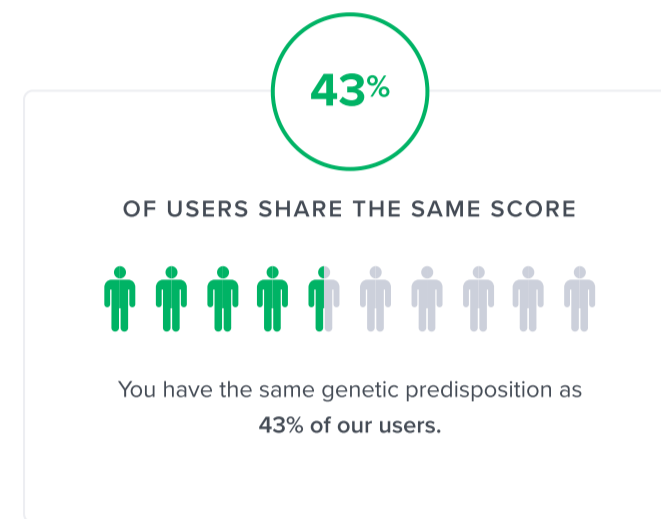 43%
OF USERS SHARE THE SAME SCORE
You have the same genetic predisposition as
43% of our users.